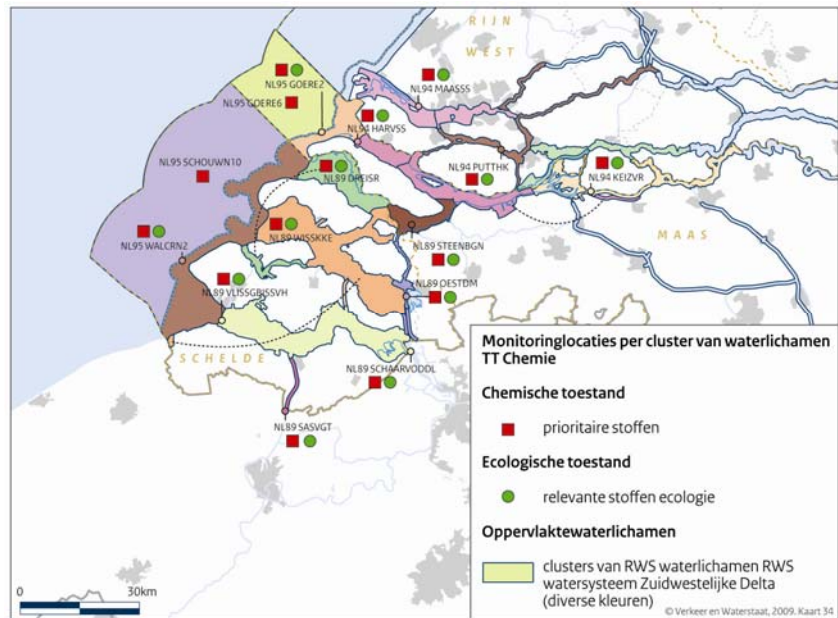 RIJN
WEST
NL95 GOERE2
NL94 MAASSS
NL95 GOERE6
NL94 HARVSS
NL94 PUTTHK
NL94 KEIZVR
NL95 SCHOUWN10
NL89 DREISR
NL95 WALCRN2
NL89 WISSKKE
MAAS
NL89 STEENBGN
NL89 VLISSGBISSVH
NL89 OESTDM
SCHELDE
NL89 SCHAARVODDL
NL89 SASVGT
Monitoringlocaties per cluster van waterlichamen
TT Chemie
Chemische toestand
prioritaire stoffen
Ecologische toestand
relevante stoffen ecologie
Oppervlaktewaterlichamen
clusters van RWS waterlichamen RWS
watersysteem Zuidwestelijke Delta
(diverse kleuren)
0 30km
© Verkeer en Waterstaat, 2009. Kaart 34